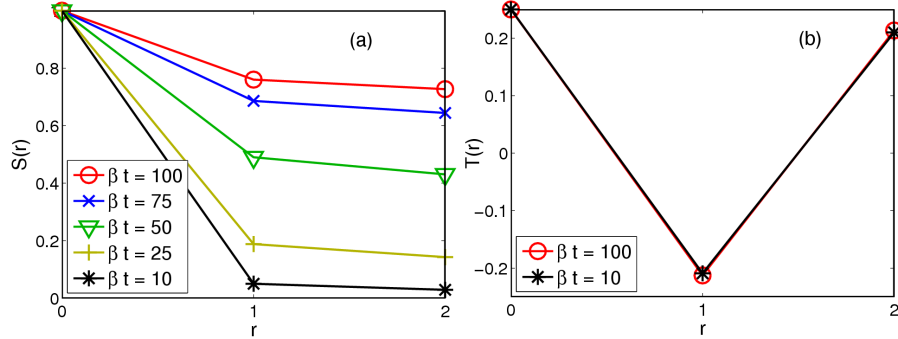 (a)
S(r)
0.8
0.6
0.4
0.2
0
β t = 100
β t = 75
β t = 50
β t = 25
β t = 10
0
1
2
r
(b)
T(r)
0.2
0.1
0
−0.1
−0.2
β t = 100
β t = 10
0
1
2
r